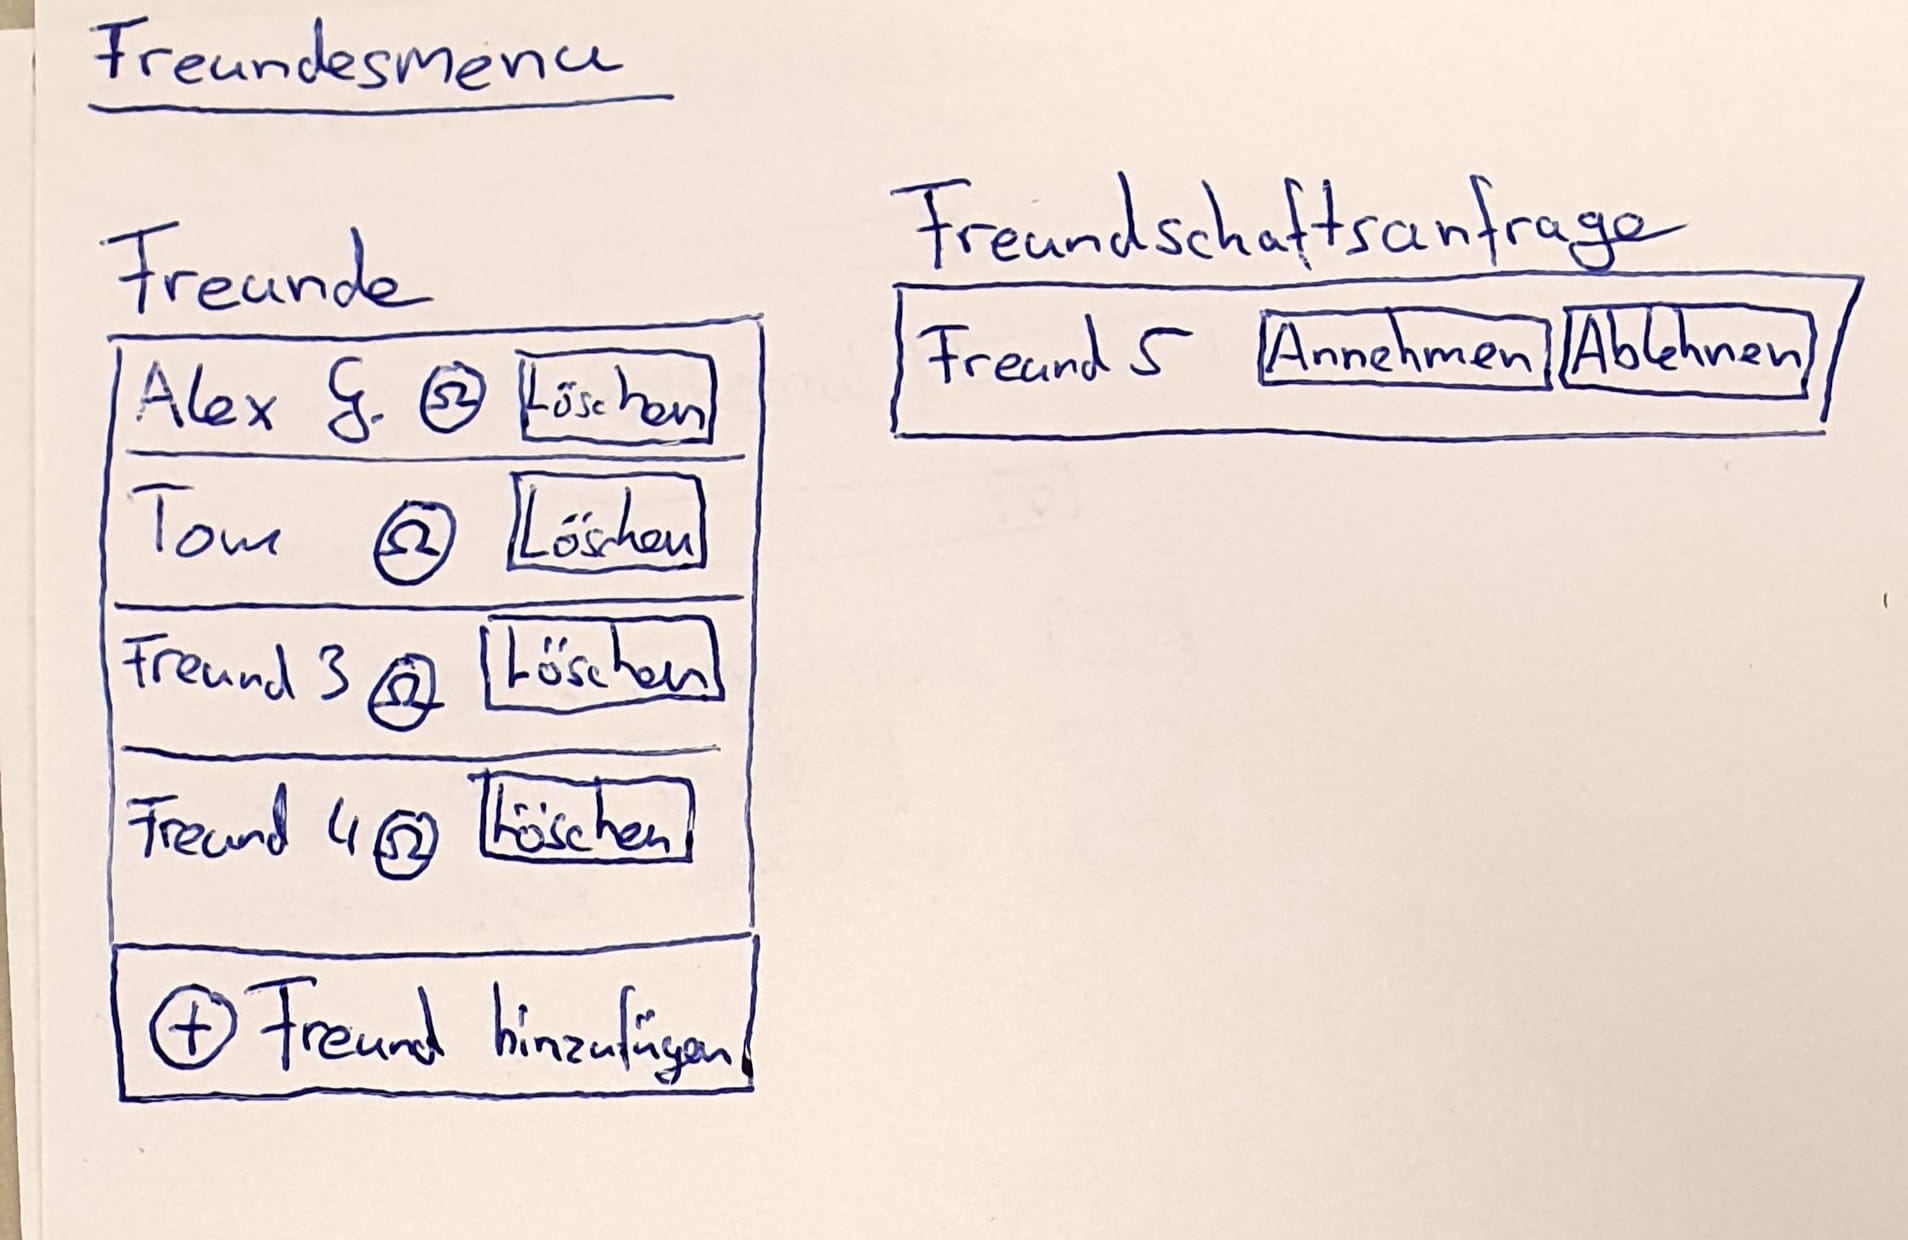 Freundesmenu
Freunde
Alex G. Löschen
Tom Löschen
Freund 3 Löschen
Freund 4 Löschen
+ Freund hinzufügen
Freundschaftsanfrage
Freund 5 Annehmen Ablehnen